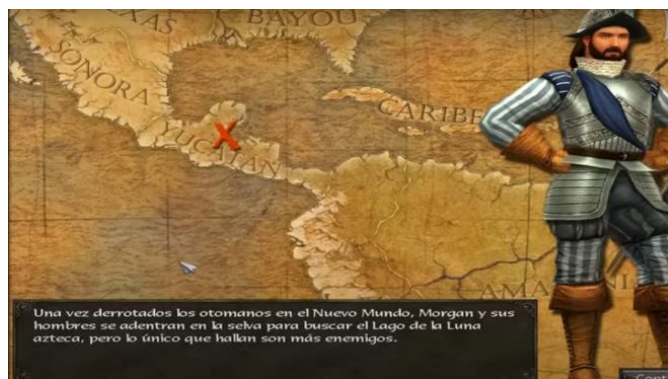 TEXAS
BAYOU
SONORA
CARIBE
YUCATAN
AMAZONI
Una vez derrotados los otomanos en el Nuevo Mundo, Morgan y sus
hombres se adentran en la selva para buscar el Lago de la Luna
azteca, pero lo único que hallan son más enemigos.
Cont